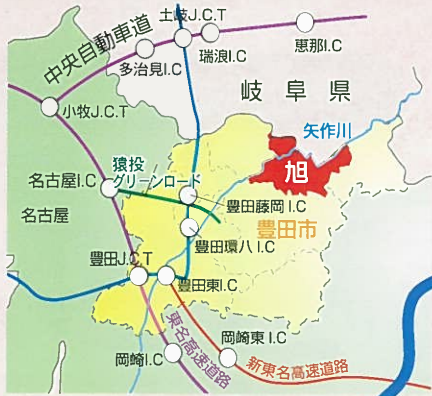 土岐J.C.T
中央自動車道
恵那I.C
瑞浪I.C
多治見I.C
岐阜県
小牧J.C.T
矢作川
猿投
グリーンロード
旭
名古屋I.C
豊田藤岡I.C
名古屋
豊田市
豊田環八I.C
豊田J.C.T
豊田東I.C
東名高速道路
岡崎東I.C
岡崎I.C
新東名高速道路